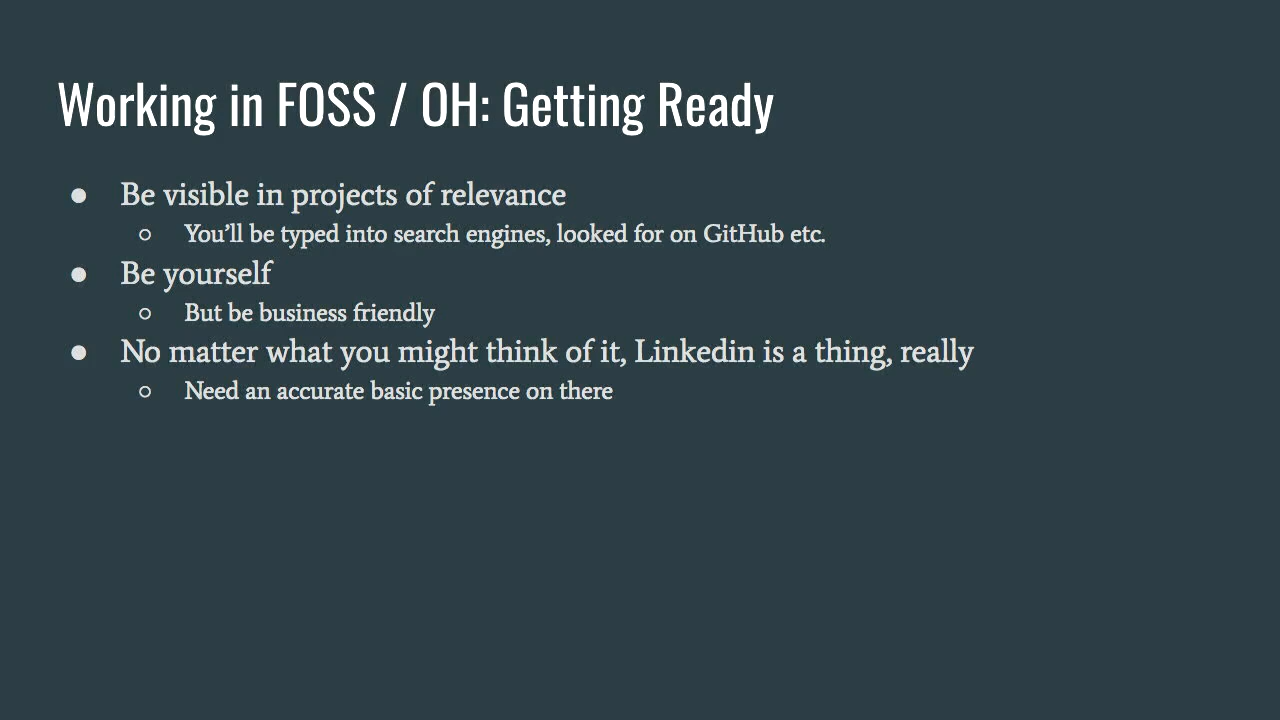 Working in FOSS / OH: Getting Ready
● Be visible in projects of relevance
○ You’ll be typed into search engines, looked for on GitHub etc.
● Be yourself
○ But be business friendly
● No matter what you might think of it, Linkedin is a thing, really
○ Need an accurate basic presence on there